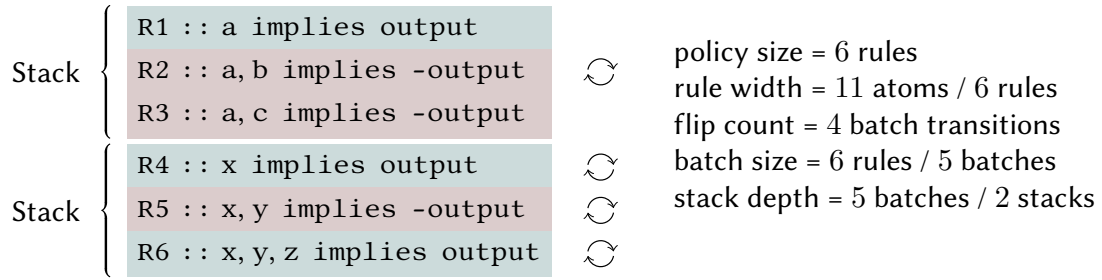 Stack
R1 :: a implies output
R2 :: a, b implies -output
R3 :: a, c implies -output
Stack
R4 :: x implies output
R5 :: x, y implies -output
R6 :: x, y, z implies output
policy size = 6 rules
rule width = 11 atoms / 6 rules
flip count = 4 batch transitions
batch size = 6 rules / 5 batches
stack depth = 5 batches / 2 stacks